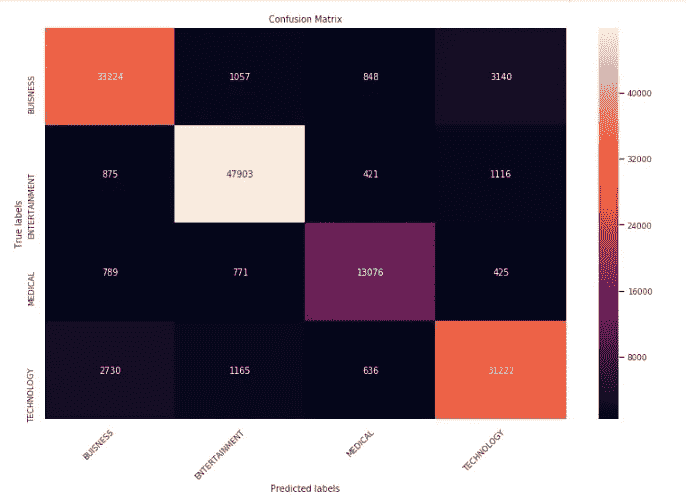 Confusion Matrix
True labels
BUISNESS
33224 1057 848 3140
ENTERTAINMENT
875 47903 421 1116
MEDICAL
789 771 13076 425
TECHNOLOGY
2730 1165 636 31222
BUISNESS
ENTERTAINMENT
MEDICAL
TECHNOLOGY
Predicted labels
40000
32000
24000
16000
8000